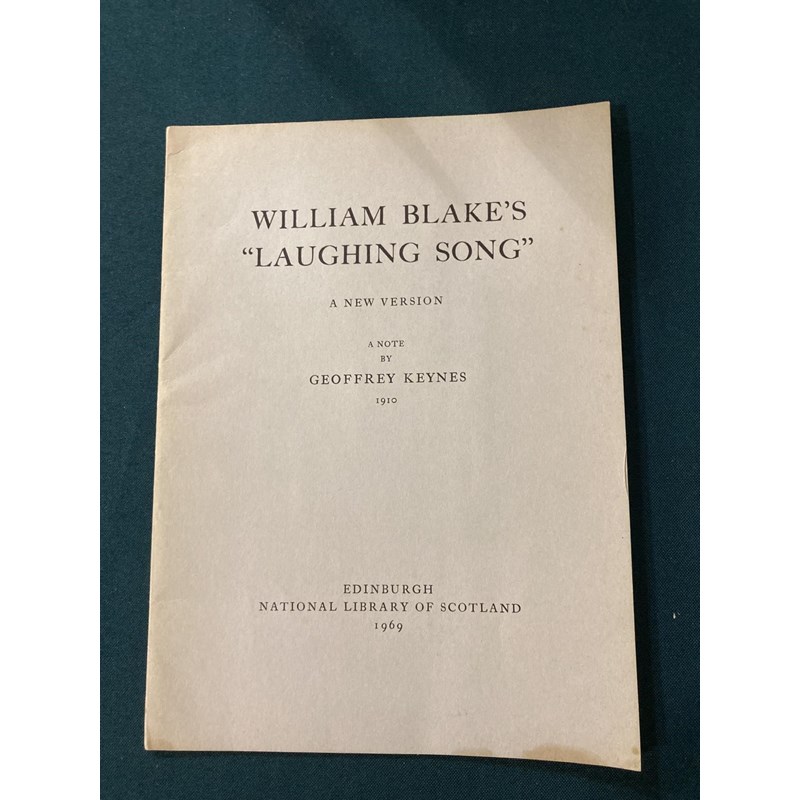 WILLIAM BLAKE'S
“LAUGHING SONG”
A NEW VERSION
A NOTE
BY
GEOFFREY KEYNES
1910
EDINBURGH
NATIONAL LIBRARY OF SCOTLAND
1969